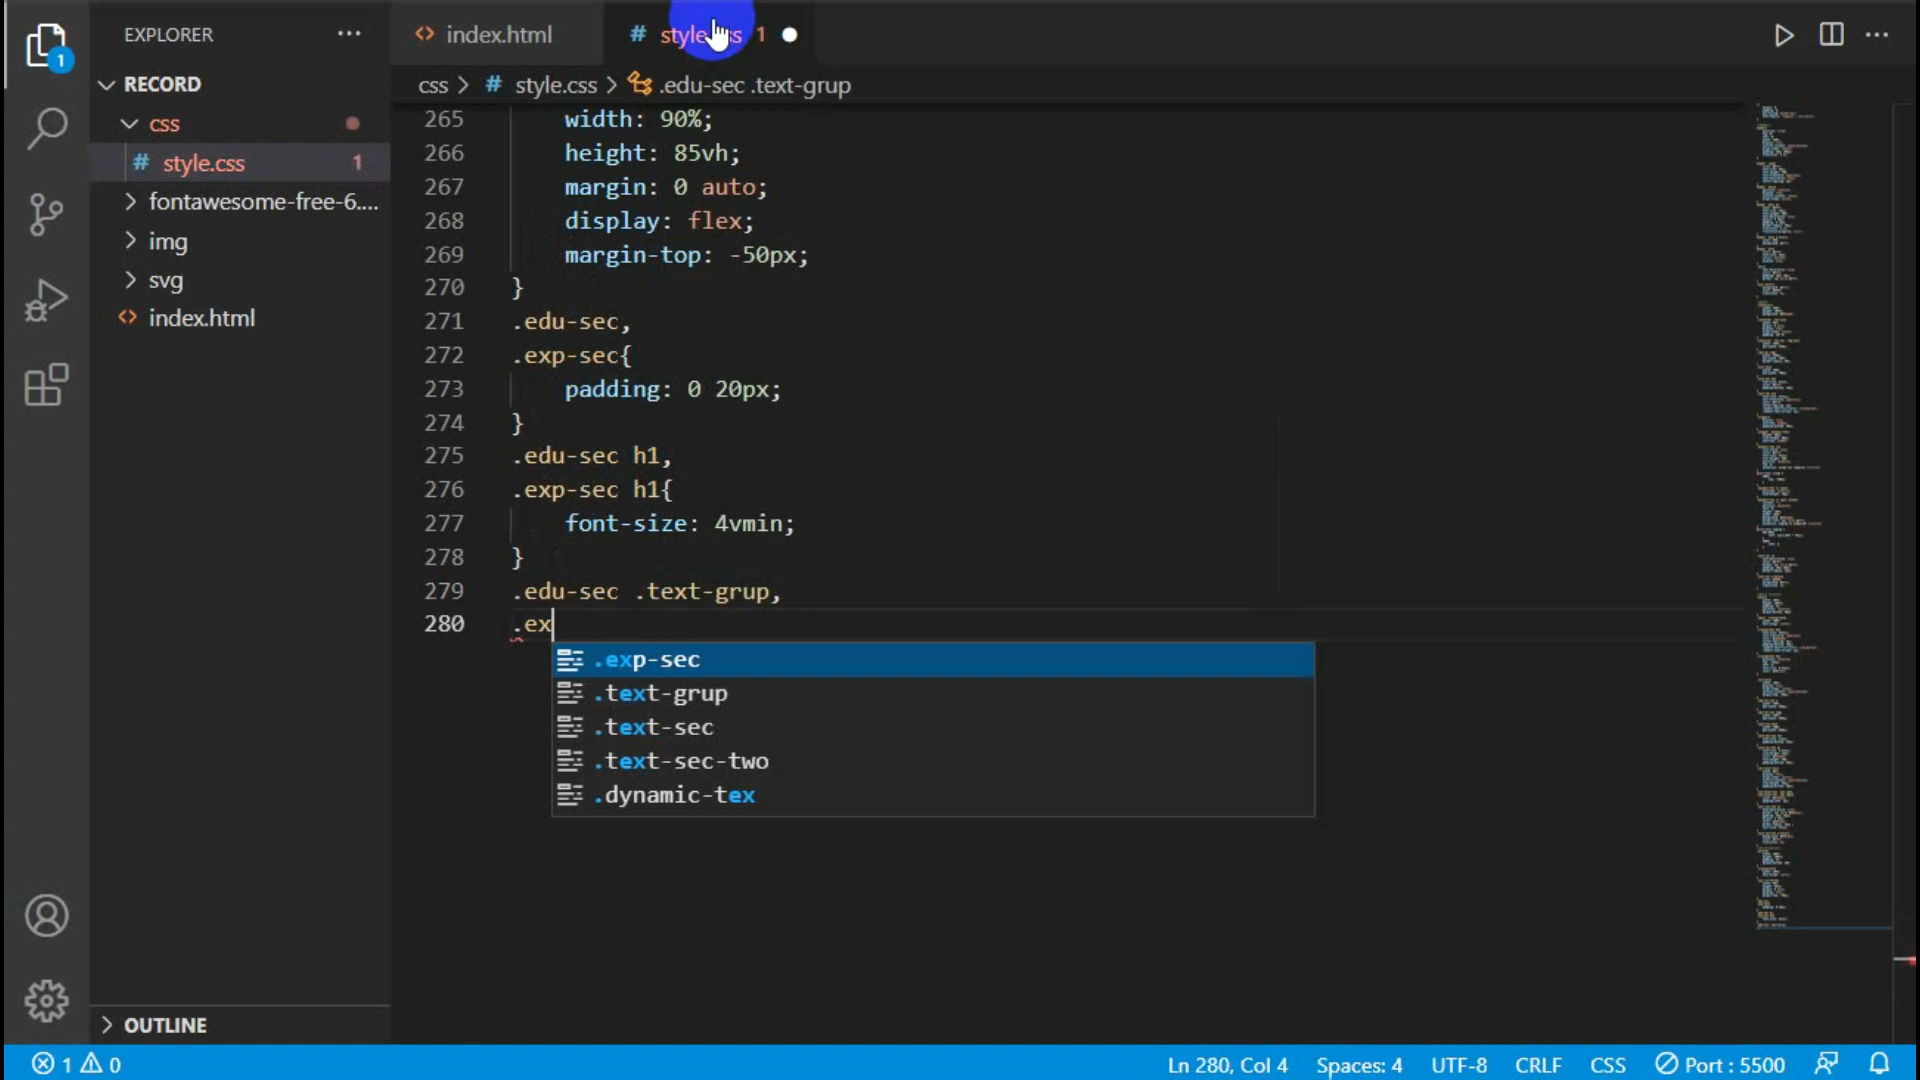 EXPLORER
RECORD
css
# style.css 1
fontawesome-free-6....
img
svg
<> index.html
OUTLINE
1
<> index.html
# style.css 1
css > # style.css > .edu-sec .text-grup
265 width: 90%;
266 height: 85vh;
267 margin: 0 auto;
268 display: flex;
269 margin-top: -50px;
270 }
271 .edu-sec,
272 .exp-sec{
273 padding: 0 20px;
274 }
275 .edu-sec h1,
276 .exp-sec h1{
277 font-size: 4vmin;
278 }
279 .edu-sec .text-grup,
280 .ex
.exp-sec
.text-grup
.text-sec
.text-sec-two
.dynamic-tex
1 0
Ln 280, Col 4 Spaces: 4 UTF-8 CRLF CSS Port : 5500